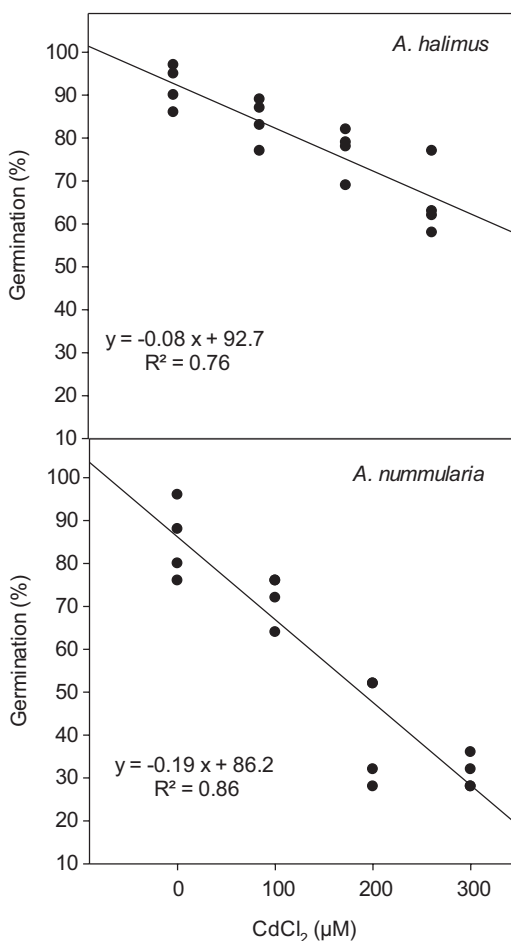 A. halimus
100
90
80
70
60
50
40
30
20
10
Germination (%)
y = -0.08 x + 92.7
R² = 0.76
A. nummularia
100
90
80
70
60
50
40
30
20
10
Germination (%)
y = -0.19 x + 86.2
R² = 0.86
0 100 200 300
CdCl₂ (µM)